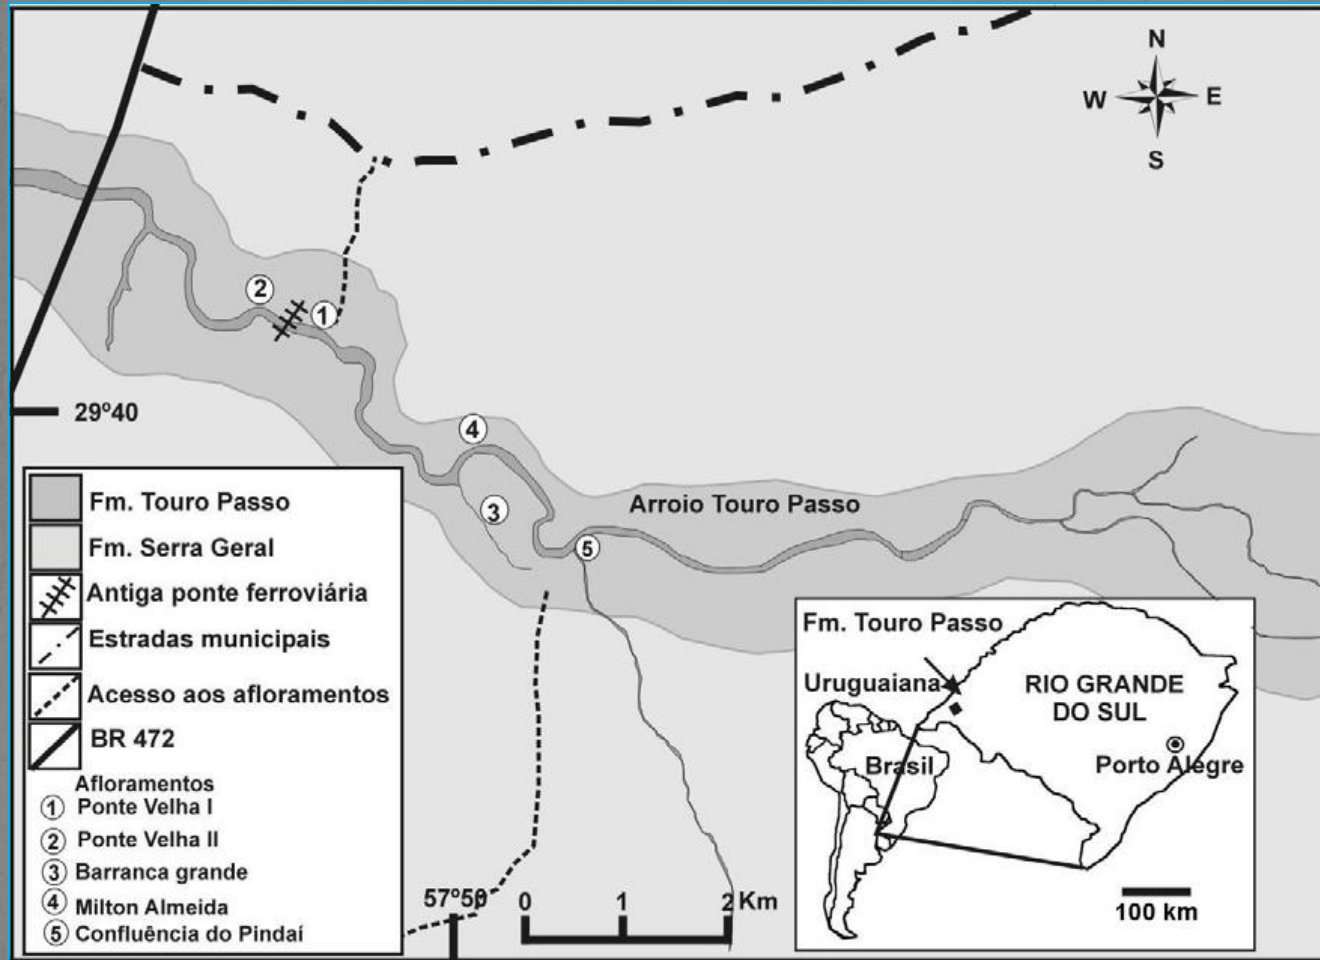 N
W E
S
2
1
29º40
4
3
5
Arroio Touro Passo
Fm. Touro Passo
Fm. Serra Geral
Antiga ponte ferroviária
Estradas municipais
Acesso aos afloramentos
BR 472
Afloramentos
1 Ponte Velha I
2 Ponte Velha II
3 Barranca grande
4 Milton Almeida
5 Confluência do Pindaí
57º50
0 1 2 Km
Fm. Touro Passo
Uruguaiana
RIO GRANDE
DO SUL
Brasil
Porto Alegre
100 km